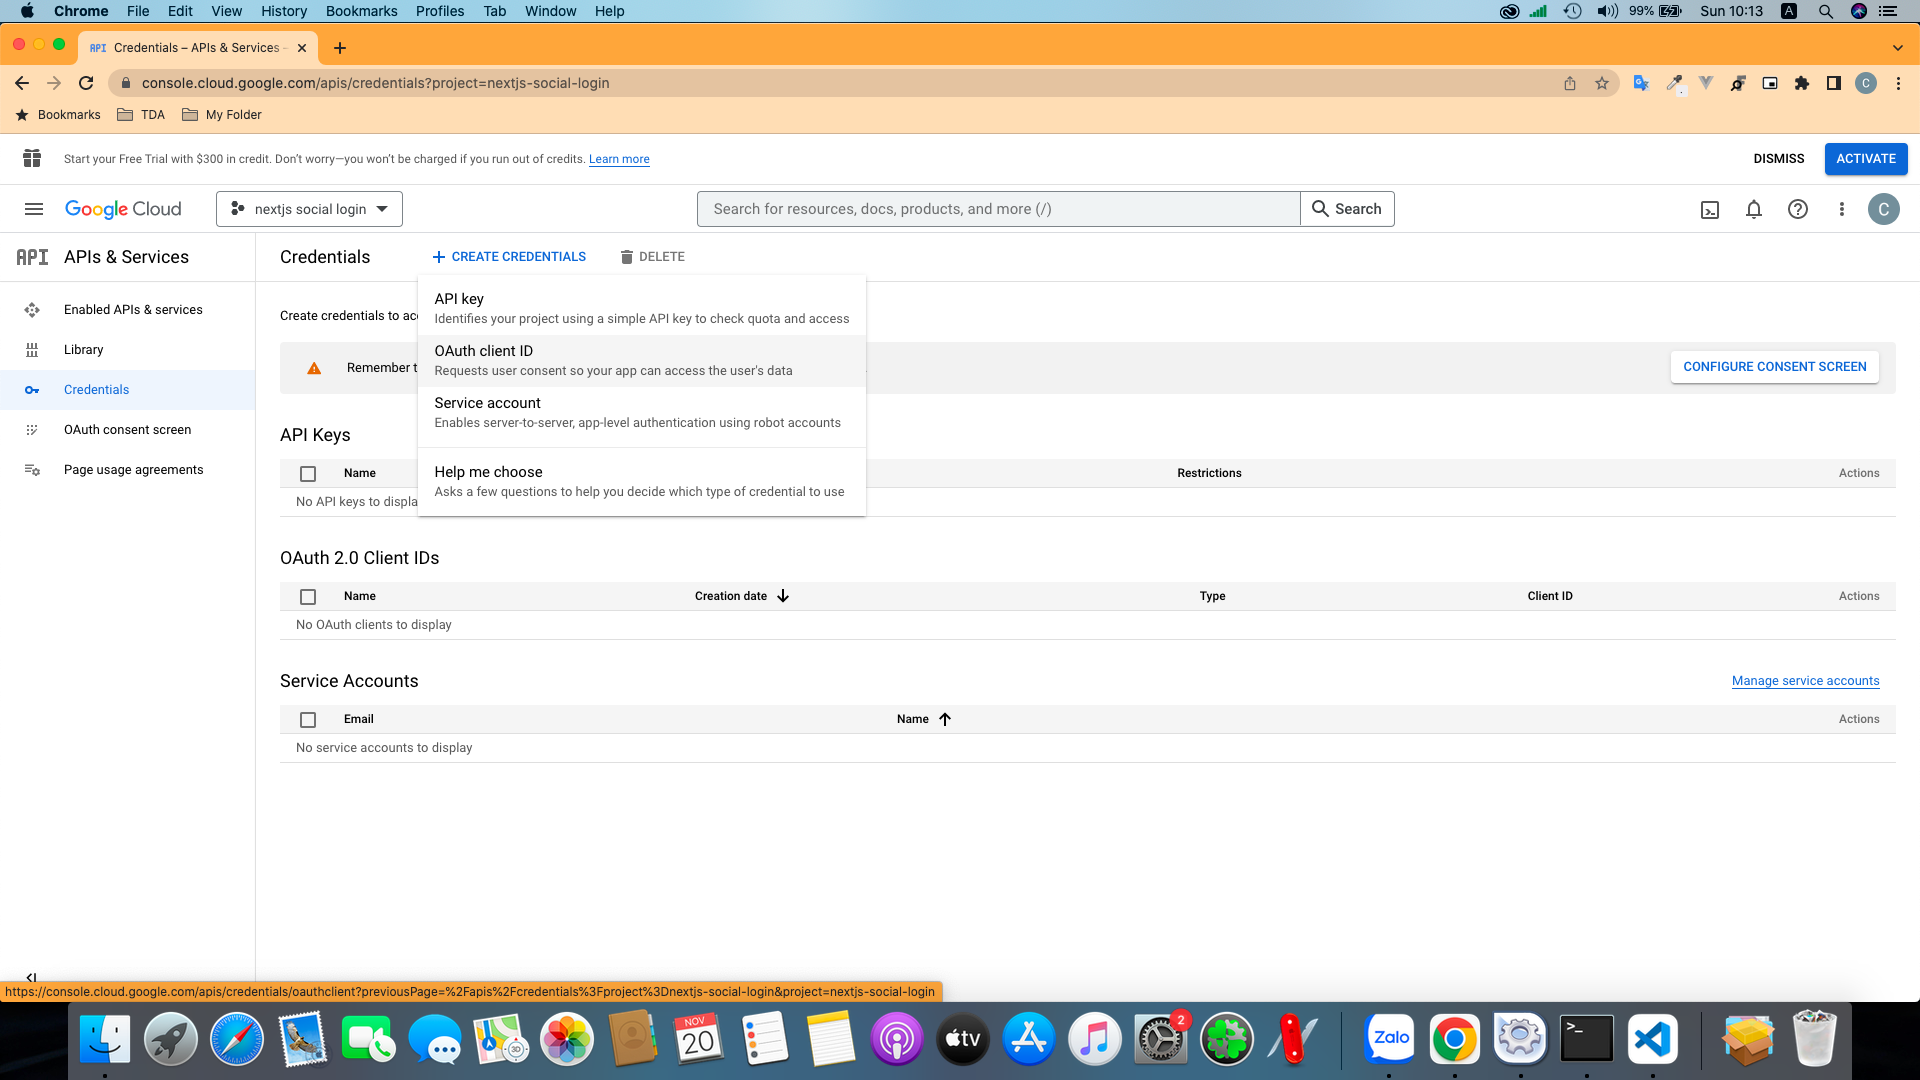 Chrome File Edit View History Bookmarks Profiles Tab Window Help 99% Sun 10:13 A
API Credentials – APIs & Services –
console.cloud.google.com/apis/credentials?project=nextjs-social-login C
Bookmarks TDA My Folder
Start your Free Trial with $300 in credit. Don't worry—you won't be charged if you run out of credits. Learn more DISMISS ACTIVATE
Google Cloud nextjs social login Search for resources, docs, products, and more (/) Search C
API APIs & Services Credentials CREATE CREDENTIALS DELETE
Enabled APIs & services
Library
Credentials
OAuth consent screen
Page usage agreements
API key
Identifies your project using a simple API key to check quota and access
OAuth client ID
Requests user consent so your app can access the user's data
Service account
Enables server-to-server, app-level authentication using robot accounts
Help me choose
Asks a few questions to help you decide which type of credential to use
Create credentials to
Remember
CONFIGURE CONSENT SCREEN
API Keys
Name Restrictions Actions
No API keys to displa
OAuth 2.0 Client IDs
Name Creation date Type Client ID Actions
No OAuth clients to display
Service Accounts Manage service accounts
Email Name Actions
No service accounts to display
https://console.cloud.google.com/apis/credentials/oauthclient?previousPage=%2Fapis%2Fcredentials%3Fproject%3Dnextjs-social-login&project=nextjs-social-login
NOV
20
30
tv
2
Zalo
>_